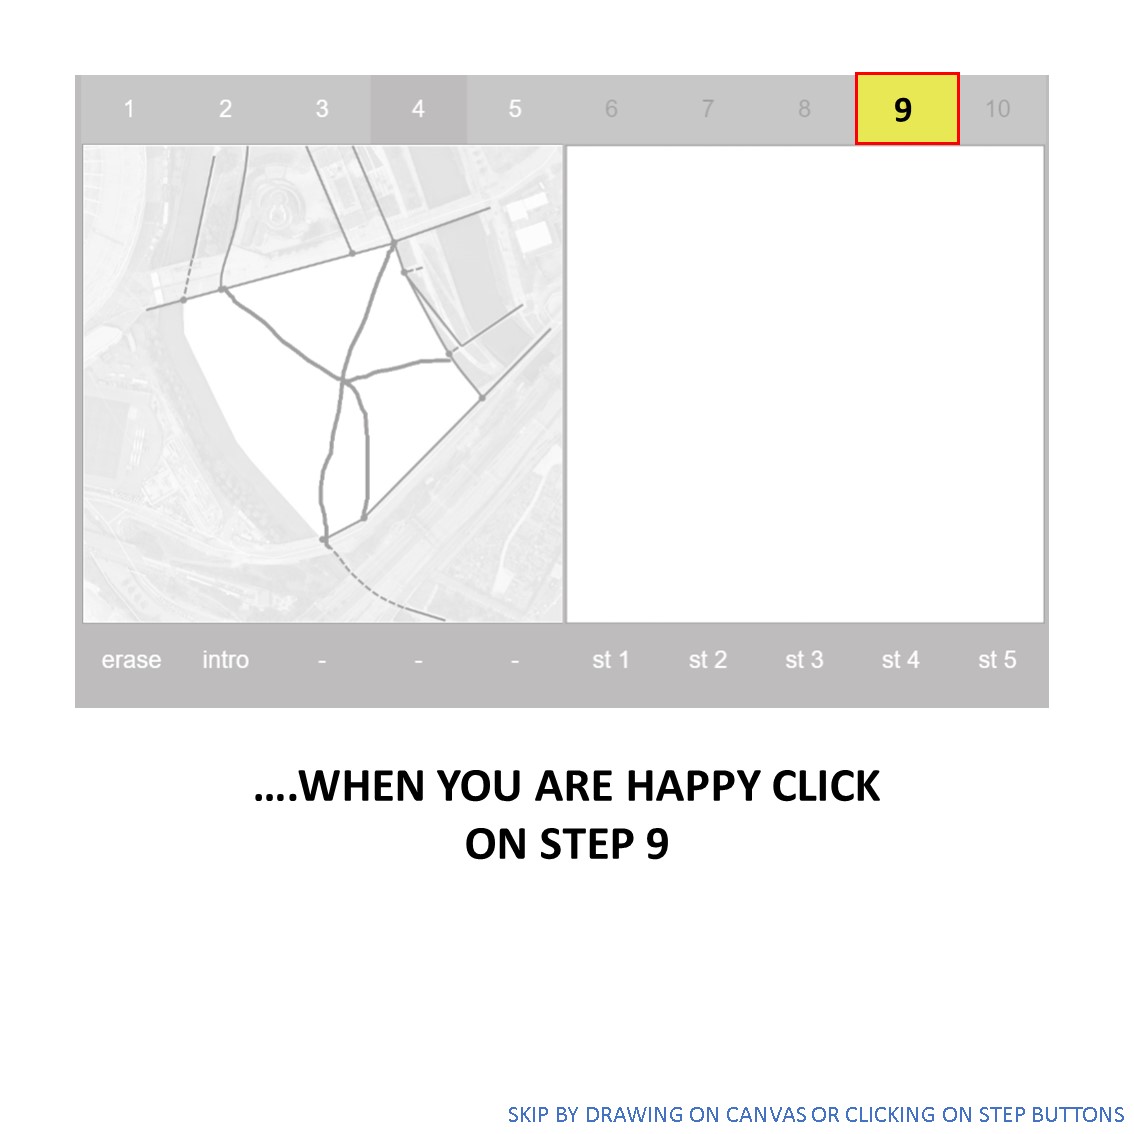 1 2 3 4 5 6 7 8 9 10
erase intro - - - st 1 st 2 st 3 st 4 st 5
....WHEN YOU ARE HAPPY CLICK
ON STEP 9
SKIP BY DRAWING ON CANVAS OR CLICKING ON STEP BUTTONS